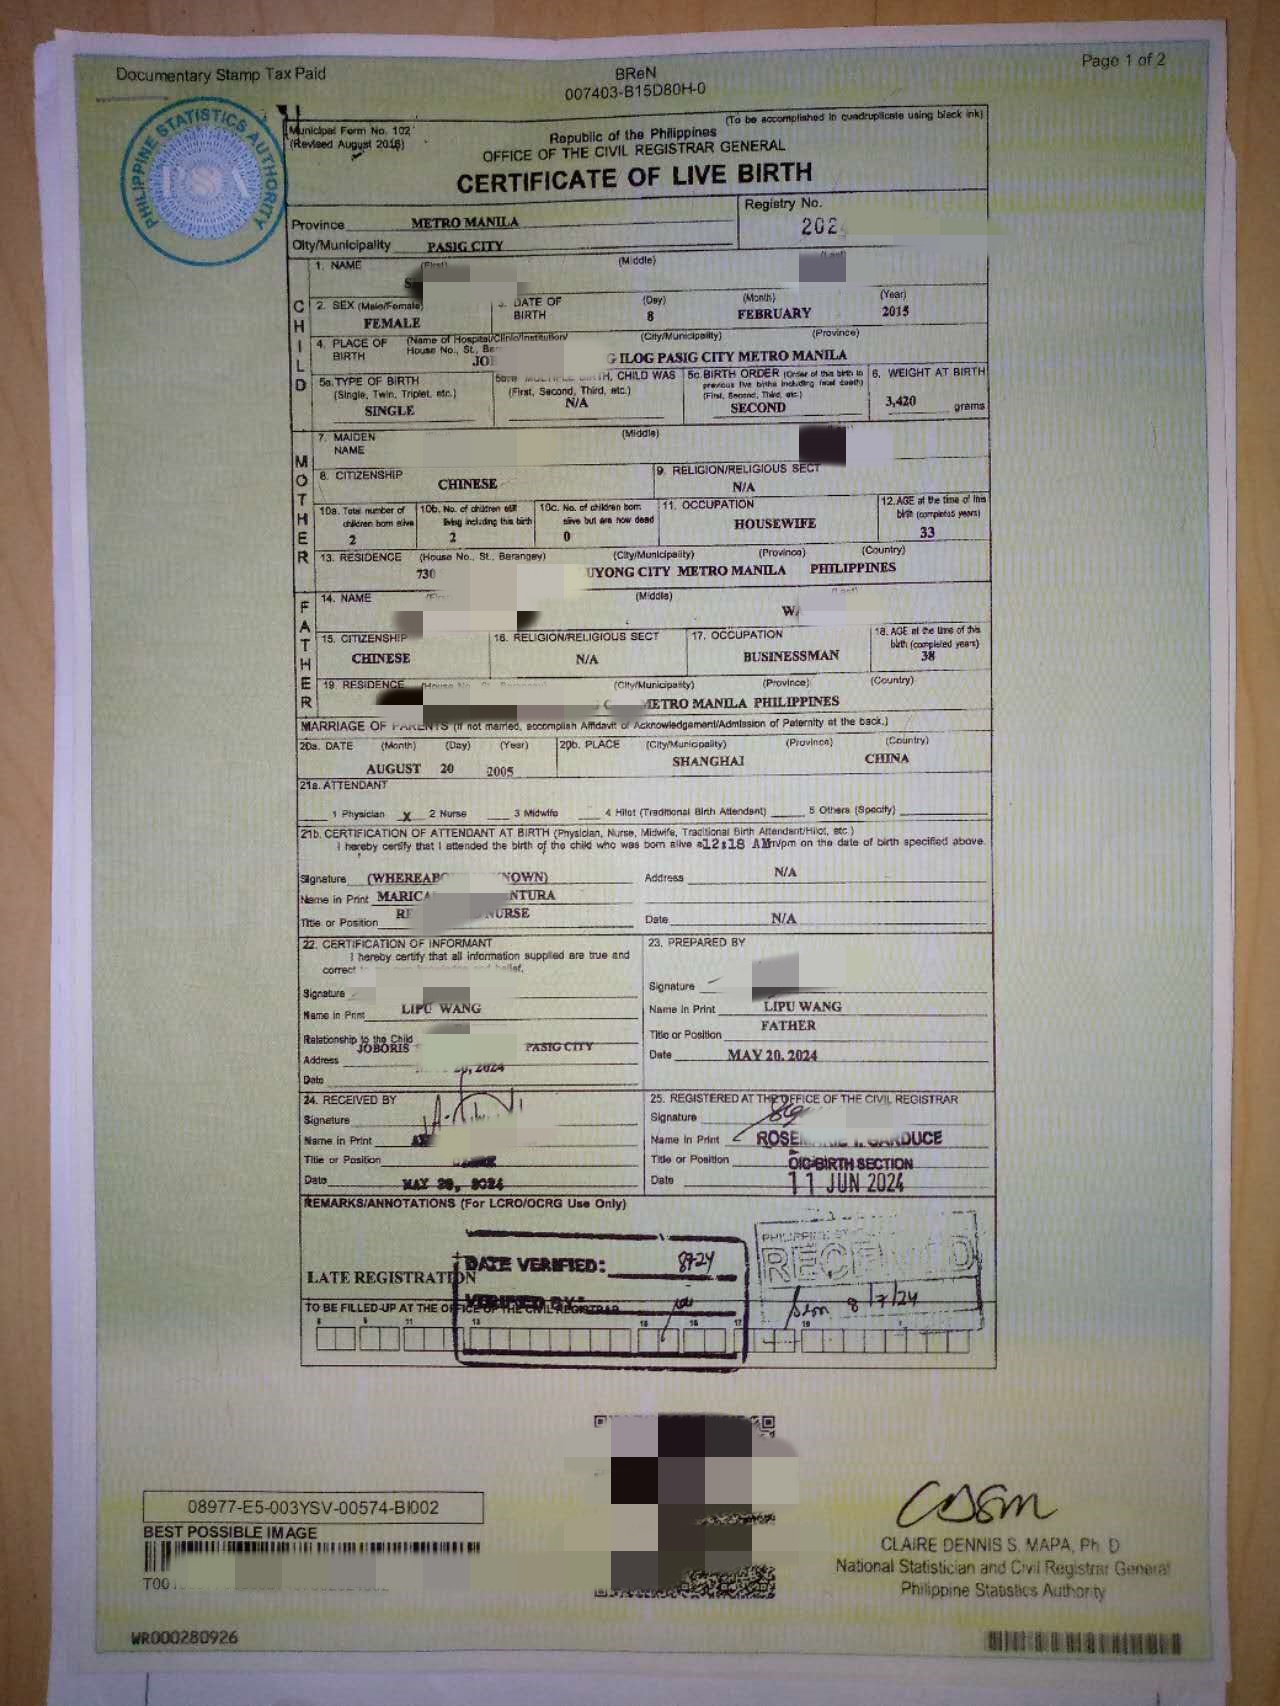 Documentary Stamp Tax Paid
BReN
007403-B15D80H-0
Page 1 of 2
PHILIPPINE STATISTICS AUTHORITY
PSA
Municipal Form No. 102
(Revised August 2016)
(To be accomplished in quadruplicate using black ink)
Republic of the Philippines
OFFICE OF THE CIVIL REGISTRAR GENERAL
CERTIFICATE OF LIVE BIRTH
Province METRO MANILA
Registry No.
202
City/Municipality PASIG CITY
CHILD
1. NAME (First) (Middle) (Last)
2. SEX (Male/Female) FEMALE
3. DATE OF BIRTH (Day) (Month) (Year)
8 FEBRUARY 2015
4. PLACE OF BIRTH (Name of Hospital/Clinic/Institution/ House No., St., (City/Municipality) (Province)
ILOG PASIG CITY METRO MANILA
5a. TYPE OF BIRTH (Single, Twin, Triplet, etc.)
SINGLE
CHILD WAS (First, Second, Third, etc.)
N/A
5c. BIRTH ORDER (Order of this birth to previous live births including fetal death) (First, Second, Third, etc.)
SECOND
6. WEIGHT AT BIRTH
3,420 grams
MOTHER
7. MAIDEN NAME (Middle)
8. CITIZENSHIP CHINESE
9. RELIGION/RELIGIOUS SECT
N/A
10a. Total number of children born alive
2
10b. No. of children still living including this birth
2
10c. No. of children born alive but are now dead
0
11. OCCUPATION
HOUSEWIFE
12. AGE at the time of this birth (completed years)
33
13. RESIDENCE (House No., St., Barangay) (City/Municipality) (Province) (Country)
730 UYONG CITY METRO MANILA PHILIPPINES
FATHER
14. NAME (Middle) (Last)
15. CITIZENSHIP
CHINESE
16. RELIGION/RELIGIOUS SECT
N/A
17. OCCUPATION
BUSINESSMAN
18. AGE at the time of this birth (completed years)
38
19. RESIDENCE (City/Municipality) (Province) (Country)
METRO MANILA PHILIPPINES
MARRIAGE OF PARENTS (If not married, accomplish Affidavit of Acknowledgement/Admission of Paternity at the back.)
20a. DATE (Month) (Day) (Year)
AUGUST 20 2005
20b. PLACE (City/Municipality) (Province) (Country)
SHANGHAI CHINA
21a. ATTENDANT
1 Physician X 2 Nurse 3 Midwife 4 Hilot (Traditional Birth Attendant) 5 Others (Specify)
21b. CERTIFICATION OF ATTENDANT AT BIRTH (Physician, Nurse, Midwife, Traditional Birth Attendant/Hilot, etc.)
I hereby certify that I attended the birth of the child who was born alive a12:18 AM/pm on the date of birth specified above.
Signature
Address N/A
Name in Print
Title or Position NURSE
Date N/A
22. CERTIFICATION OF INFORMANT
I hereby certify that all information supplied are true and
correct
Signature
Name in Print LIPU WANG
Relationship to the Child
Address JOBORIS PASIG CITY
Date 2024
23. PREPARED BY
Signature
Name in Print LIPU WANG
Title or Position FATHER
Date MAY 20, 2024
24. RECEIVED BY
Signature
Name in Print
Title or Position
Date MAY 20, 2024
25. REGISTERED AT THE OFFICE OF THE CIVIL REGISTRAR
Signature
Name in Print GARDUCE
Title or Position OIC-BIRTH SECTION
Date 11 JUN 2024
REMARKS/ANNOTATIONS (For LCRO/OCRG Use Only)
LATE REGISTRATION
DATE VERIFIED: 8724
VERIFIED BY:
RECEIVED
8/7/24
TO BE FILLED-UP AT THE OFFICE OF THE CIVIL REGISTRAR
8 9 11 13 15 16 17 19
08977-E5-003YSV-00574-BI002
BEST POSSIBLE IMAGE
T00
CLAIRE DENNIS S. MAPA, Ph. D
National Statistician and Civil Registrar General
Philippine Statistics Authority
WR000280926